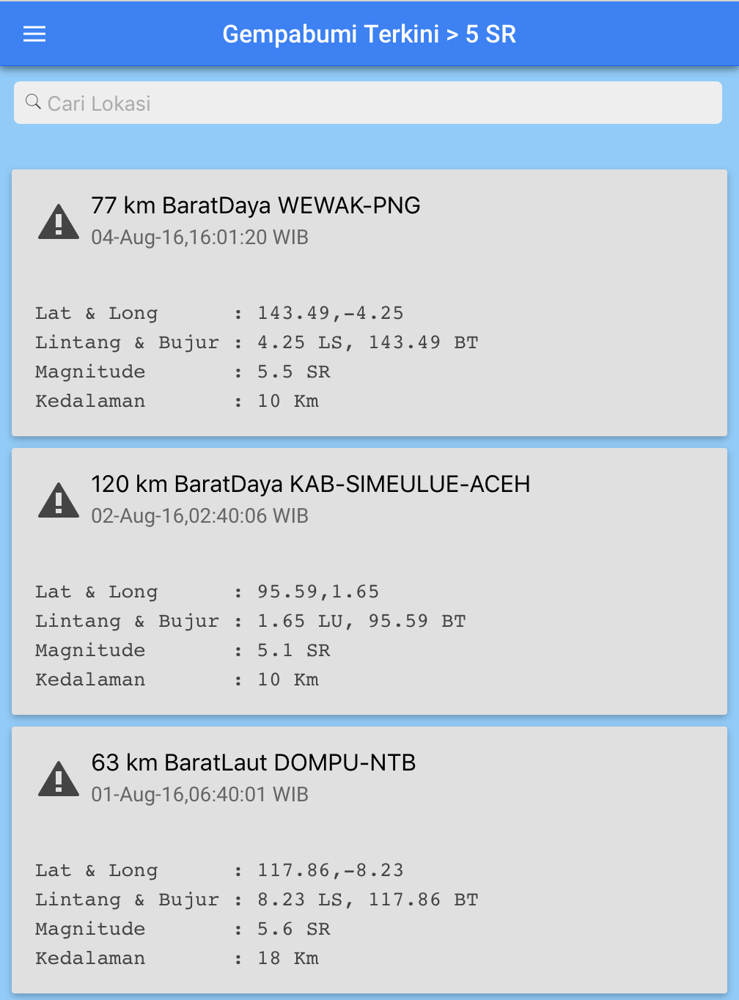 Gempabumi Terkini > 5 SR
Cari Lokasi
77 km BaratDaya WEWAK-PNG
04-Aug-16,16:01:20 WIB
Lat & Long : 143.49,-4.25
Lintang & Bujur : 4.25 LS, 143.49 BT
Magnitude : 5.5 SR
Kedalaman : 10 Km
120 km BaratDaya KAB-SIMEULUE-ACEH
02-Aug-16,02:40:06 WIB
Lat & Long : 95.59,1.65
Lintang & Bujur : 1.65 LU, 95.59 BT
Magnitude : 5.1 SR
Kedalaman : 10 Km
63 km BaratLaut DOMPU-NTB
01-Aug-16,06:40:01 WIB
Lat & Long : 117.86,-8.23
Lintang & Bujur : 8.23 LS, 117.86 BT
Magnitude : 5.6 SR
Kedalaman : 18 Km